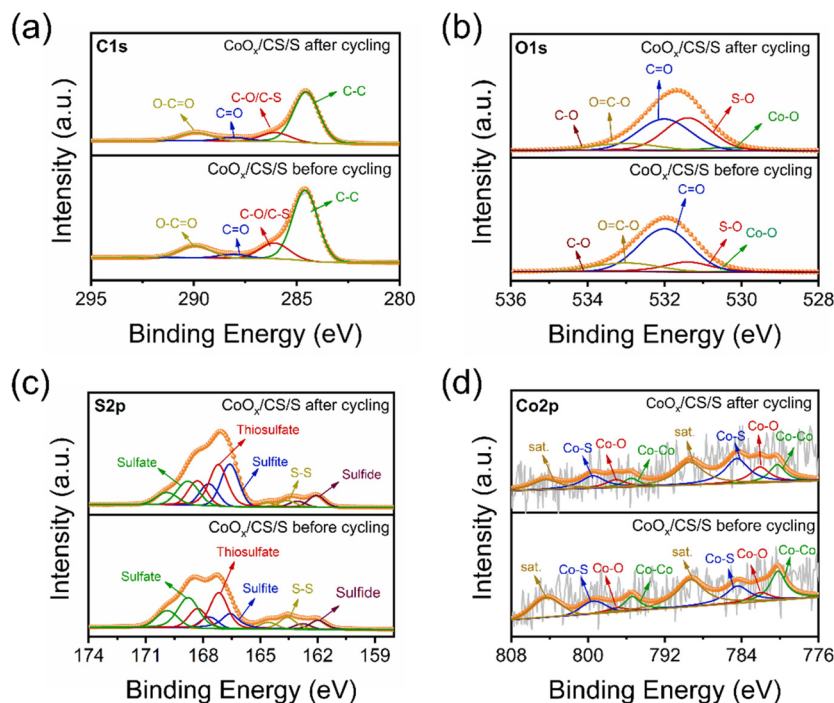 (a)
C1s
CoOₓ/CS/S after cycling
O-C=O
C=O
C-O/C-S
C-C
CoOₓ/CS/S before cycling
O-C=O
C=O
C-O/C-S
C-C
Intensity (a.u.)
295 290 285 280
Binding Energy (eV)
(b)
O1s
CoOₓ/CS/S after cycling
C=O
O=C-O
C-O
S-O
Co-O
CoOₓ/CS/S before cycling
C=O
O=C-O
C-O
S-O
Co-O
Intensity (a.u.)
536 534 532 530 528
Binding Energy (eV)
(c)
S2p
CoOₓ/CS/S after cycling
Thiosulfate
Sulfate
Sulfite
S-S
Sulfide
CoOₓ/CS/S before cycling
Thiosulfate
Sulfate
Sulfite
S-S
Sulfide
Intensity (a.u.)
174 171 168 165 162 159
Binding Energy (eV)
(d)
Co2p
CoOₓ/CS/S after cycling
sat.
Co-S
Co-O
Co-Co
sat.
Co-S
Co-O
Co-Co
CoOₓ/CS/S before cycling
sat.
Co-S
Co-O
Co-Co
sat.
Co-S
Co-O
Co-Co
Intensity (a.u.)
808 800 792 784 776
Binding Energy (eV)